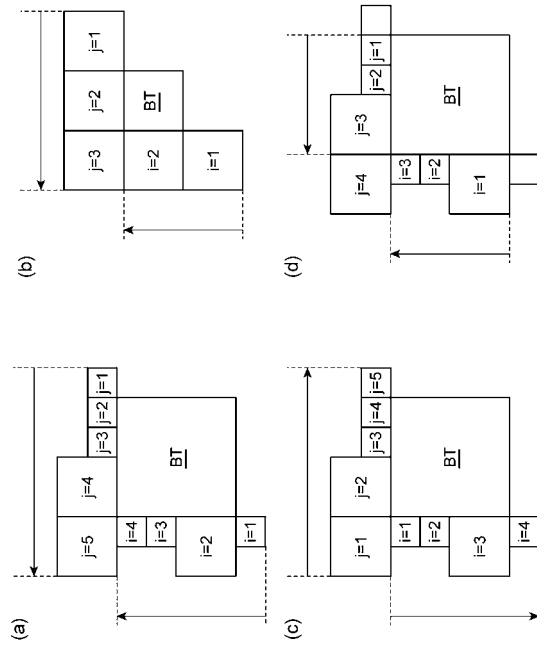 (a)
j=5 j=4 j=3 j=2 j=1
i=4
i=3
BT
i=2
i=1
(b)
j=3 j=2 j=1
i=2 BT
i=1
(c)
j=1 j=2 j=3 j=4 j=5
i=1
i=2
BT
i=3
i=4
(d)
j=4 j=3 j=2 j=1
i=3
i=2
BT
i=1